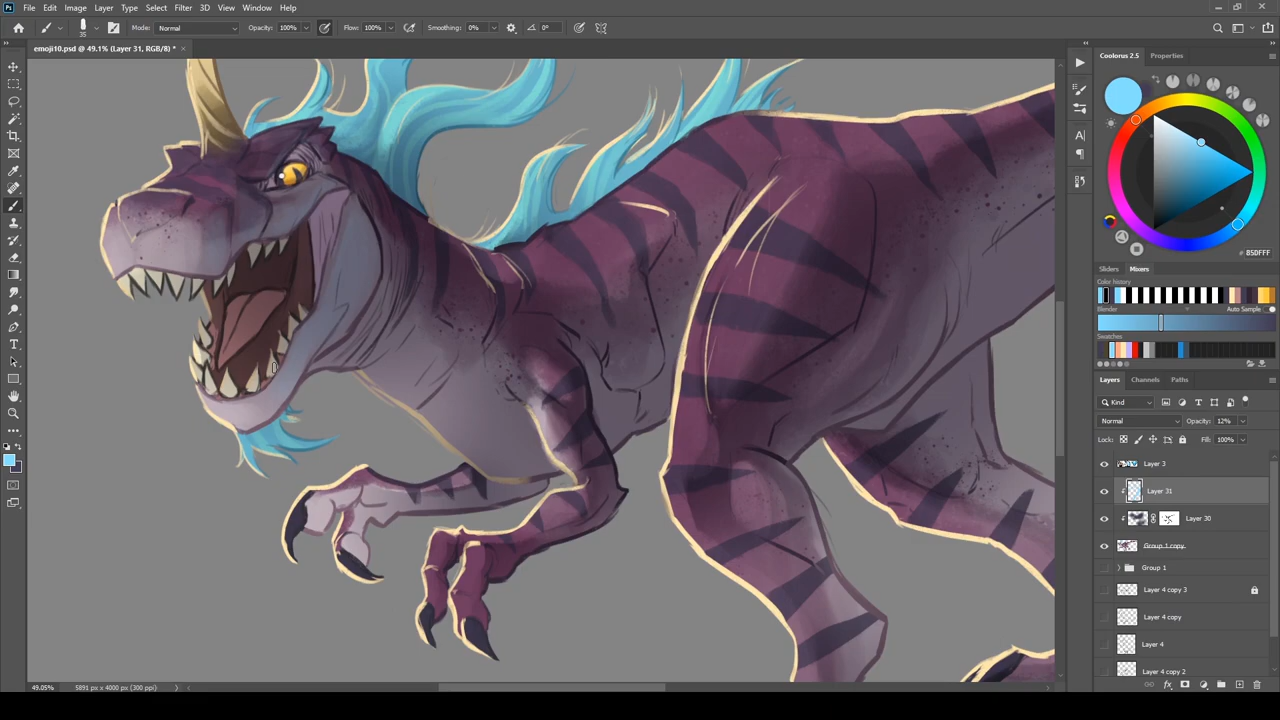 Ps File Edit Image Layer Type Select Filter 3D View Window Help
35 Mode: Normal Opacity: 100% Flow: 100% Smoothing: 0% 0°
emoji10.psd @ 49.1% (Layer 31, RGB/8) * ×
Coolorus 2.5 Properties
# 85DFFF
Sliders Mixers
Color history
Blender Auto Sample
Swatches
Layers Channels Paths
Kind
Normal Opacity: 12%
Lock: Fill: 100%
Layer 3
Layer 31
Layer 30
Group 1 copy
Group 1
Layer 4 copy 3
Layer 4 copy
Layer 4
Layer 4 copy 2
49.05% 5891 px x 4000 px (300 ppi)